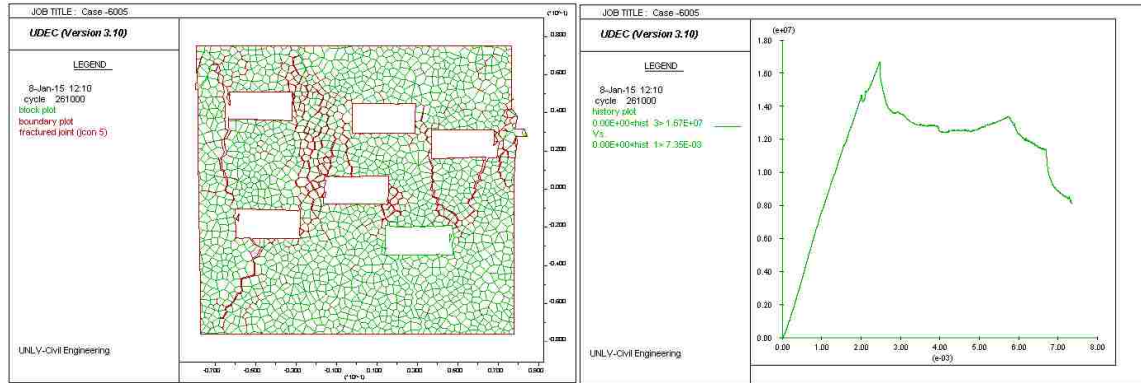 JOB TITLE : Case -6005
UDEC (Version 3.10)
LEGEND
8-Jan-15 12:10
cycle 261000
block plot
boundary plot
fractured joint (jcon 5)
UNLV-Civil Engineering
(*10^-1)
0.800
0.600
0.400
0.200
0.000
-0.200
-0.400
-0.600
-0.800
-0.700 -0.500 -0.300 -0.100 0.100 0.300 0.500 0.700 0.900
(*10^-1)
JOB TITLE : Case -6005
UDEC (Version 3.10)
LEGEND
8-Jan-15 12:10
cycle 261000
history plot
0.00E+00<hist 3> 1.67E+07
Vs
0.00E+00<hist 1> 7.35E-03
UNLV-Civil Engineering
(e+07)
1.80
1.60
1.40
1.20
1.00
0.80
0.60
0.40
0.20
0.00
0.00 1.00 2.00 3.00 4.00 5.00 6.00 7.00 8.00
(e-03)